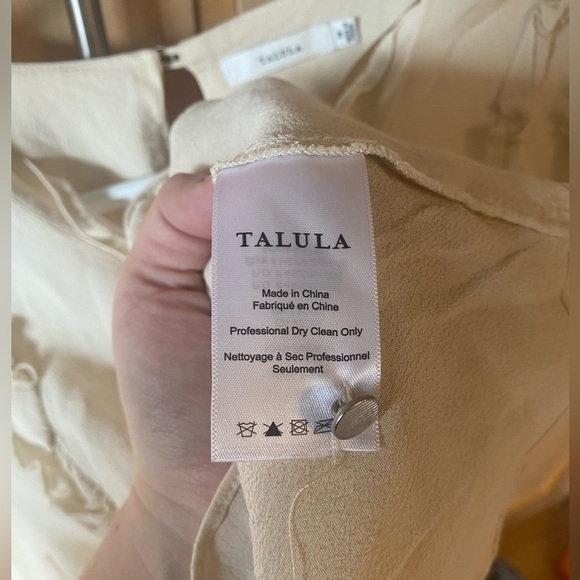 TALULA
TALULA
Made in China
Fabriqué en Chine
Professional Dry Clean Only
Nettoyage à Sec Professionnel
Seulement